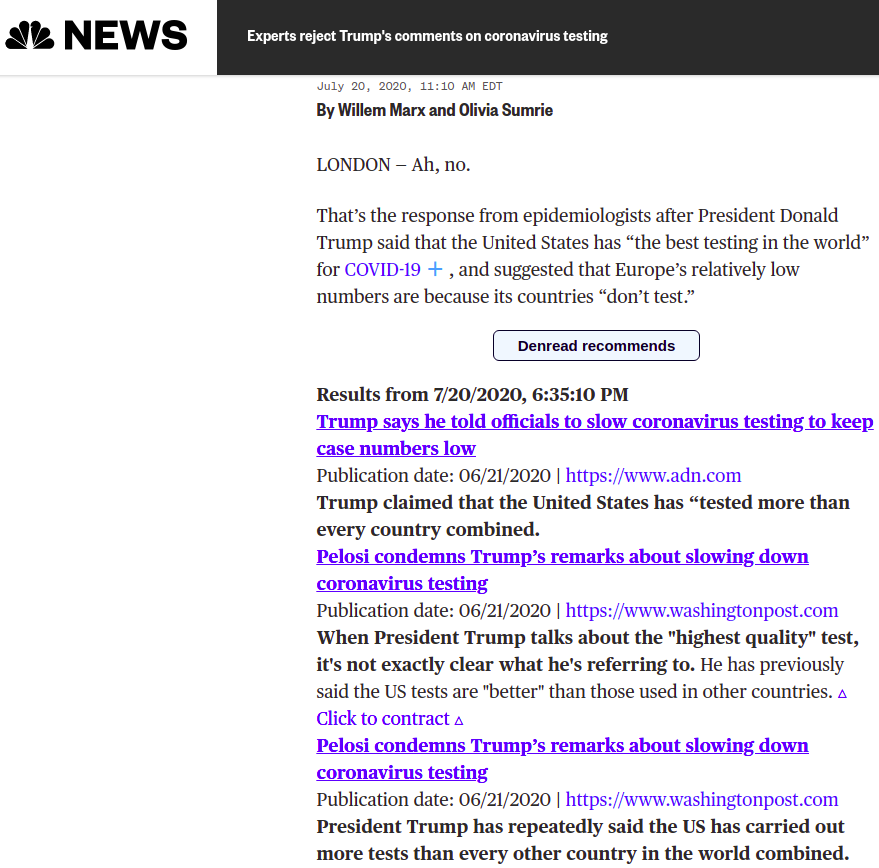 NEWS
Experts reject Trump's comments on coronavirus testing
July 20, 2020, 11:10 AM EDT
By Willem Marx and Olivia Sumrie
LONDON — Ah, no.
That’s the response from epidemiologists after President Donald
Trump said that the United States has “the best testing in the world”
for COVID-19 + , and suggested that Europe’s relatively low
numbers are because its countries “don’t test.”
Denread recommends
Results from 7/20/2020, 6:35:10 PM
Trump says he told officials to slow coronavirus testing to keep
case numbers low
Publication date: 06/21/2020 | https://www.adn.com
Trump claimed that the United States has “tested more than
every country combined.
Pelosi condemns Trump’s remarks about slowing down
coronavirus testing
Publication date: 06/21/2020 | https://www.washingtonpost.com
When President Trump talks about the "highest quality" test,
it's not exactly clear what he's referring to. He has previously
said the US tests are "better" than those used in other countries. △
Click to contract △
Pelosi condemns Trump’s remarks about slowing down
coronavirus testing
Publication date: 06/21/2020 | https://www.washingtonpost.com
President Trump has repeatedly said the US has carried out
more tests than every other country in the world combined.